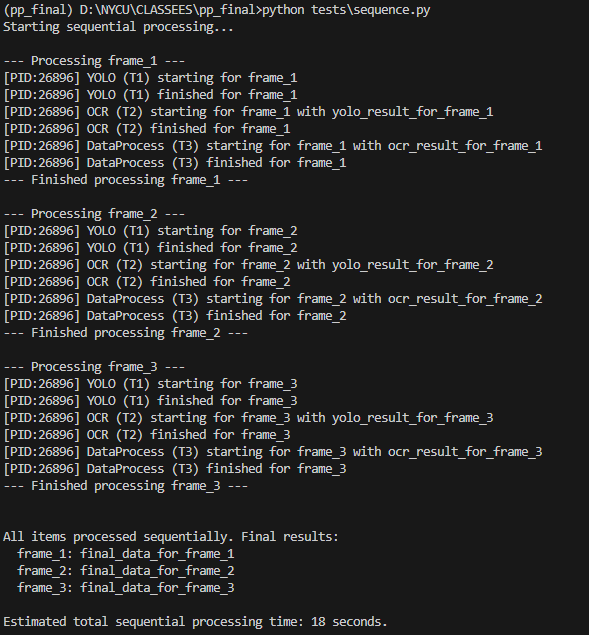 (pp_final) D:\NYCU\CLASSEES\pp_final>python tests\sequence.py
Starting sequential processing...
--- Processing frame_1 ---
[PID:26896] YOLO (T1) starting for frame_1
[PID:26896] YOLO (T1) finished for frame_1
[PID:26896] OCR (T2) starting for frame_1 with yolo_result_for_frame_1
[PID:26896] OCR (T2) finished for frame_1
[PID:26896] DataProcess (T3) starting for frame_1 with ocr_result_for_frame_1
[PID:26896] DataProcess (T3) finished for frame_1
--- Finished processing frame_1 ---
--- Processing frame_2 ---
[PID:26896] YOLO (T1) starting for frame_2
[PID:26896] YOLO (T1) finished for frame_2
[PID:26896] OCR (T2) starting for frame_2 with yolo_result_for_frame_2
[PID:26896] OCR (T2) finished for frame_2
[PID:26896] DataProcess (T3) starting for frame_2 with ocr_result_for_frame_2
[PID:26896] DataProcess (T3) finished for frame_2
--- Finished processing frame_2 ---
--- Processing frame_3 ---
[PID:26896] YOLO (T1) starting for frame_3
[PID:26896] YOLO (T1) finished for frame_3
[PID:26896] OCR (T2) starting for frame_3 with yolo_result_for_frame_3
[PID:26896] OCR (T2) finished for frame_3
[PID:26896] DataProcess (T3) starting for frame_3 with ocr_result_for_frame_3
[PID:26896] DataProcess (T3) finished for frame_3
--- Finished processing frame_3 ---
All items processed sequentially. Final results:
frame_1: final_data_for_frame_1
frame_2: final_data_for_frame_2
frame_3: final_data_for_frame_3
Estimated total sequential processing time: 18 seconds.